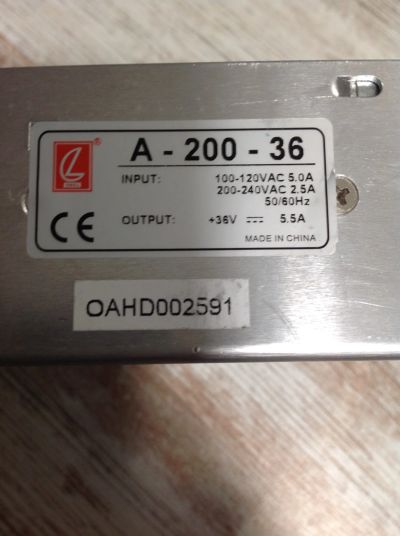 ®
A - 200 - 36
INPUT: 100-120VAC 5.0A
200-240VAC 2.5A
50/60Hz
CE OUTPUT: +36V ⎓ 5.5A
MADE IN CHINA
OAHD002591